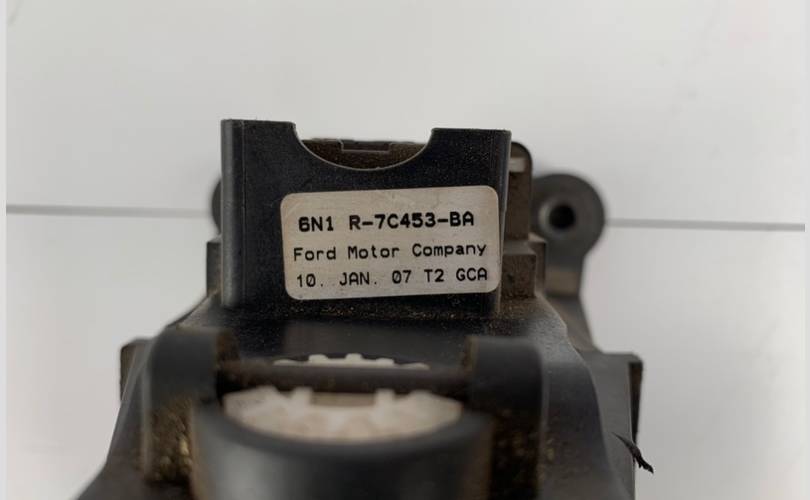 6N1 R-7C453-BA
Ford Motor Company
10. JAN. 07 T2 GCA